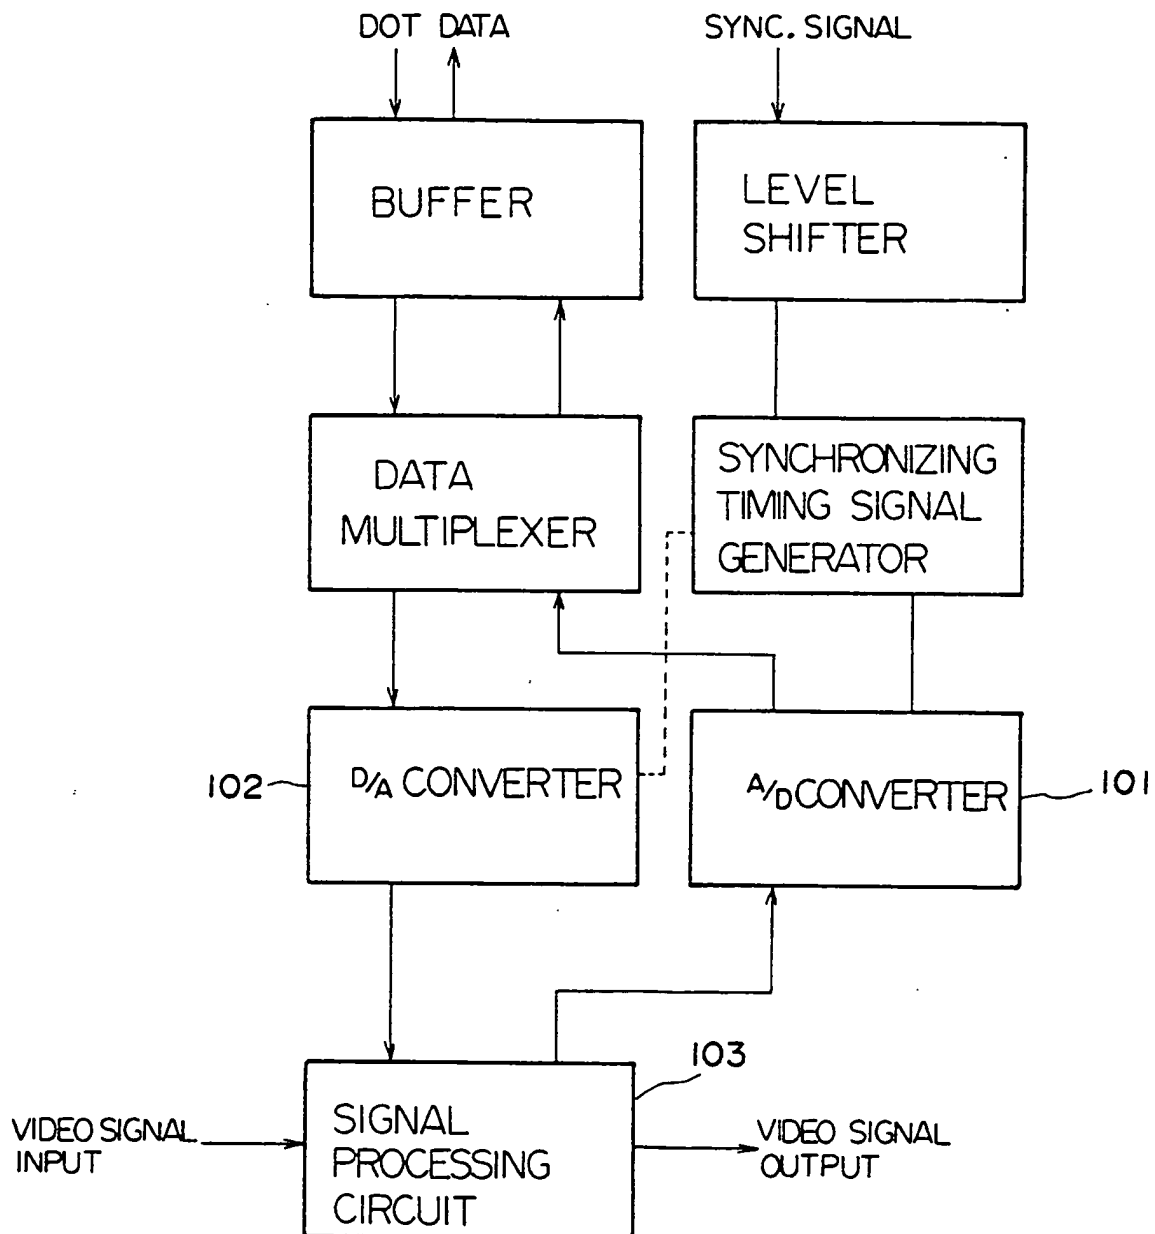 DOT DATA
SYNC. SIGNAL
BUFFER
LEVEL
SHIFTER
DATA
MULTIPLEXER
SYNCHRONIZING
TIMING SIGNAL
GENERATOR
102
D/A CONVERTER
A/D CONVERTER
101
103
VIDEO SIGNAL
INPUT
SIGNAL
PROCESSING
CIRCUIT
VIDEO SIGNAL
OUTPUT